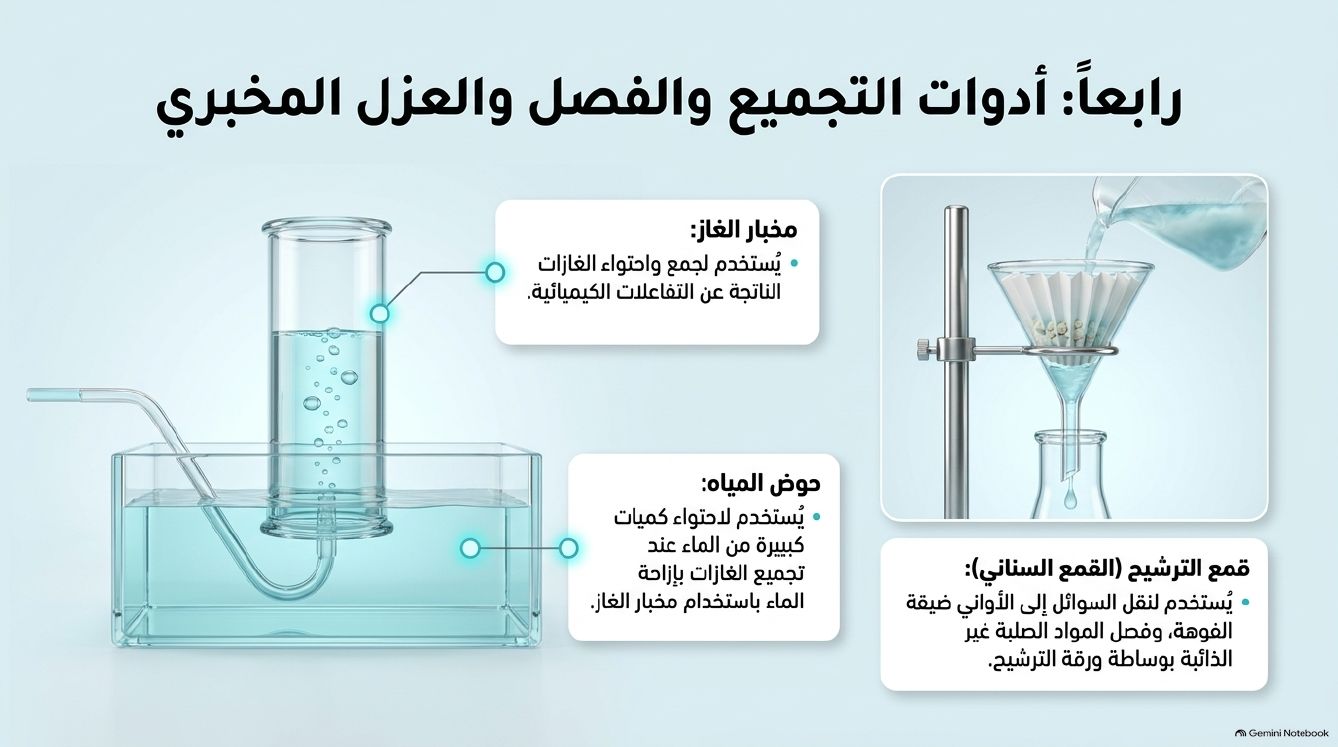 رابعاً: أدوات التجميع والفصل والعزل المخبري
مخبار الغاز:
• يُستخدم لجمع واحتواء الغازات
الناتجة عن التفاعلات الكيميائية.
حوض المياه:
• يُستخدم لاحتواء كميات
كبيرة من الماء عند
تجميع الغازات بإزاحة
الماء باستخدام مخبار الغاز.
قمع الترشيح (القمع السناني):
• يُستخدم لنقل السوائل إلى الأواني ضيقة
الفوهة، وفصل المواد الصلبة غير
الذائبة بوساطة ورقة الترشيح.
Gemini Notebook